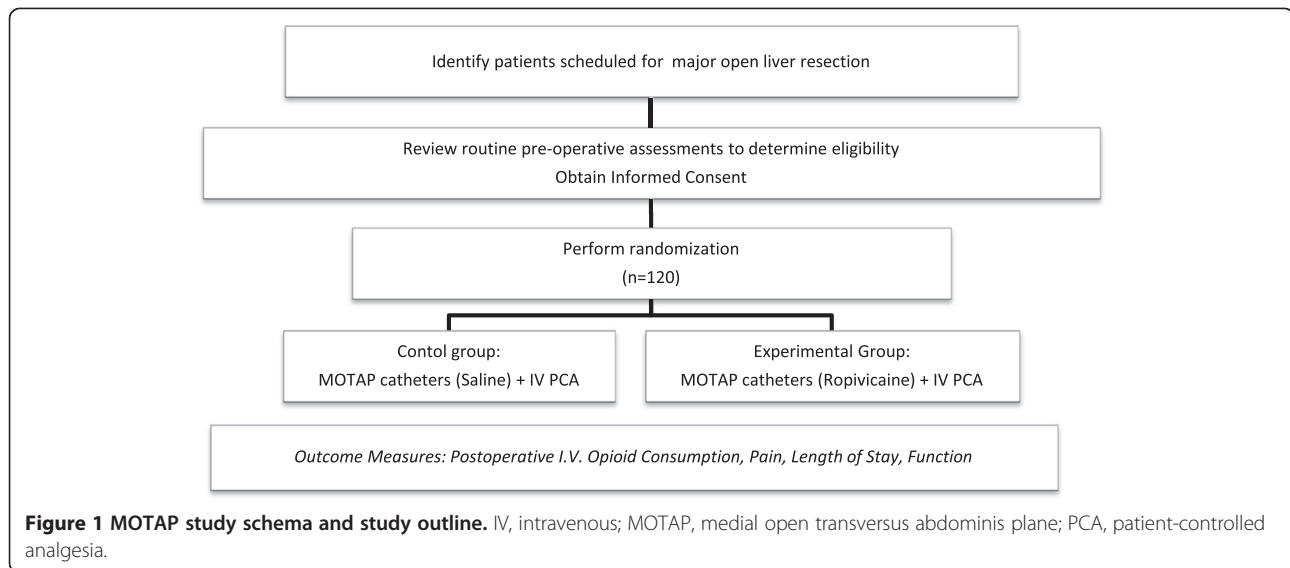 Identify patients scheduled for major open liver resection
Review routine pre-operative assessments to determine eligibility
Obtain Informed Consent
Perform randomization
(n=120)
Contol group:
MOTAP catheters (Saline) + IV PCA
Experimental Group:
MOTAP catheters (Ropivicaine) + IV PCA
Outcome Measures: Postoperative I.V. Opioid Consumption, Pain, Length of Stay, Function
Figure 1 MOTAP study schema and study outline. IV, intravenous; MOTAP, medial open transversus abdominis plane; PCA, patient-controlled
analgesia.